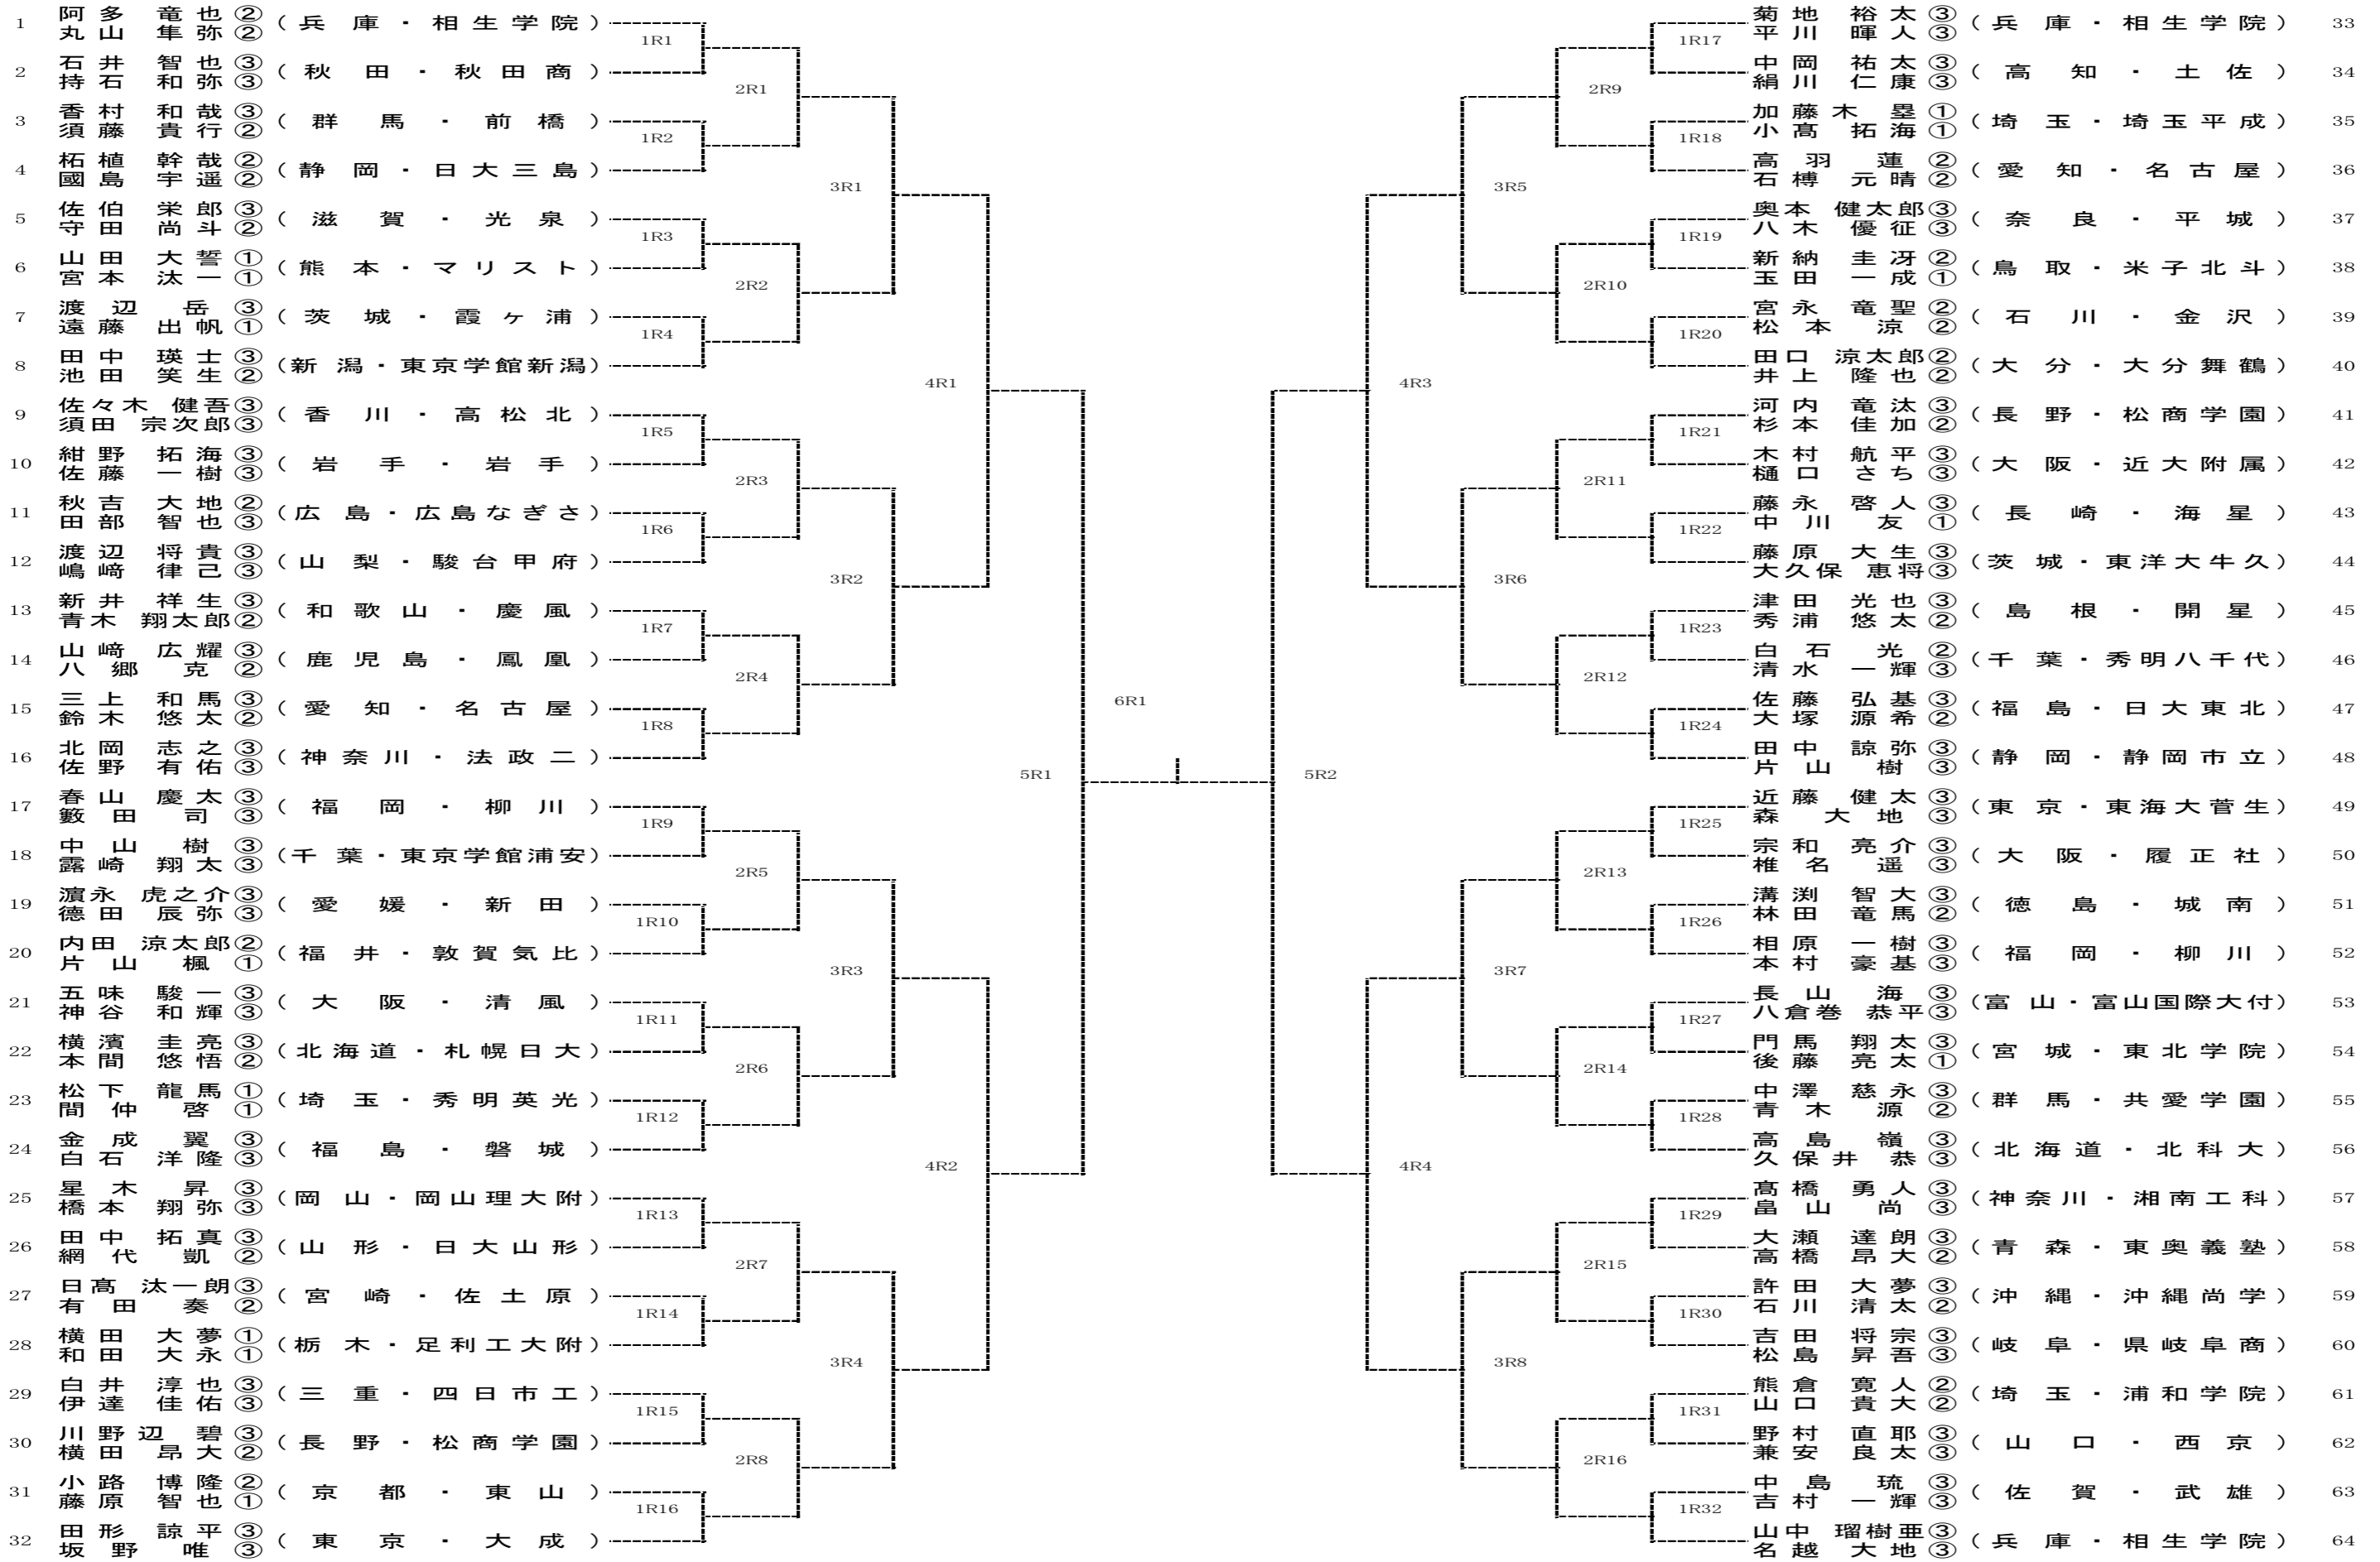 1 阿多 竜也② 丸山 隼弥② (兵庫・相生学院)
2 石井 智也③ 持石 和弥③ (秋田・秋田商)
3 香村 和哉③ 須藤 貴行② (群馬・前橋)
4 柘植 幹哉② 國島 宇遥② (静岡・日大三島)
5 佐伯 栄郎③ 守田 尚斗② (滋賀・光泉)
6 山田 大誓① 宮本 汰一① (熊本・マリスト)
7 渡辺 岳③ 遠藤 出帆① (茨城・霞ヶ浦)
8 田中 瑛士③ 池田 笑生② (新潟・東京学館新潟)
9 佐々木 健吾③ 須田 宗次郎③ (香川・高松北)
10 紺野 拓海③ 佐藤 一樹③ (岩手・岩手)
11 秋吉 大地② 田部 智也③ (広島・広島なぎさ)
12 渡辺 将貴③ 嶋﨑 律己③ (山梨・駿台甲府)
13 新井 祥生③ 青木 翔太郎② (和歌山・慶風)
14 山﨑 広耀③ 八郷 克② (鹿児島・鳳凰)
15 三上 和馬③ 鈴木 悠太② (愛知・名古屋)
16 北岡 志之③ 佐野 有佑③ (神奈川・法政二)
17 春山 慶太③ 籔田 司③ (福岡・柳川)
18 中山 樹③ 露崎 翔太③ (千葉・東京学館浦安)
19 濵永 虎之介③ 德田 辰弥③ (愛媛・新田)
20 内田 涼太郎② 片山 楓① (福井・敦賀気比)
21 五味 駿一③ 神谷 和輝③ (大阪・清風)
22 横濱 圭亮③ 本間 悠悟② (北海道・札幌日大)
23 松下 龍馬① 間仲 啓① (埼玉・秀明英光)
24 金成 翼③ 白石 洋隆③ (福島・磐城)
25 星木 昇③ 橋本 翔弥③ (岡山・岡山理大附)
26 田中 拓真③ 網代 凱② (山形・日大山形)
27 日髙 汰一朗③ 有田 奏② (宮崎・佐土原)
28 横田 大夢① 和田 大永① (栃木・足利工大附)
29 白井 淳也③ 伊達 佳佑③ (三重・四日市工)
30 川野辺 碧③ 横田 昂大② (長野・松商学園)
31 小路 博隆② 藤原 智也① (京都・東山)
32 田形 諒平③ 坂野 唯③ (東京・大成)
1R1
1R2
1R3
1R4
1R5
1R6
1R7
1R8
1R9
1R10
1R11
1R12
1R13
1R14
1R15
1R16
2R1
2R2
2R3
2R4
2R5
2R6
2R7
2R8
3R1
3R2
3R3
3R4
4R1
4R2
5R1
6R1
5R2
4R3
4R4
3R5
3R6
3R7
3R8
2R9
2R10
2R11
2R12
2R13
2R14
2R15
2R16
1R17
1R18
1R19
1R20
1R21
1R22
1R23
1R24
1R25
1R26
1R27
1R28
1R29
1R30
1R31
1R32
菊地 裕太③ 平川 暉人③ (兵庫・相生学院) 33
中岡 祐太③ 絹川 仁康③ (高知・土佐) 34
加藤木 塁① 小髙 拓海① (埼玉・埼玉平成) 35
高羽 蓮② 石榑 元晴② (愛知・名古屋) 36
奥本 健太郎③ 八木 優征③ (奈良・平城) 37
新納 圭冴② 玉田 一成① (鳥取・米子北斗) 38
宮永 竜聖② 松本 涼② (石川・金沢) 39
田口 涼太郎② 井上 隆也② (大分・大分舞鶴) 40
河内 竜汰③ 杉本 佳加② (長野・松商学園) 41
木村 航平③ 樋口 さち③ (大阪・近大附属) 42
藤永 啓人③ 中川 友① (長崎・海星) 43
藤原 大生③ 大久保 恵将③ (茨城・東洋大牛久) 44
津田 光也③ 秀浦 悠太② (島根・開星) 45
白石 光② 清水 一輝③ (千葉・秀明八千代) 46
佐藤 弘基③ 大塚 源希② (福島・日大東北) 47
田中 諒弥③ 片山 樹③ (静岡・静岡市立) 48
近藤 健太③ 森 大地③ (東京・東海大菅生) 49
宗和 亮介③ 椎名 遥③ (大阪・履正社) 50
溝渕 智大③ 林田 竜馬② (徳島・城南) 51
相原 一樹③ 本村 豪基③ (福岡・柳川) 52
長山 海③ 八倉巻 恭平③ (富山・富山国際大付) 53
門馬 翔太③ 後藤 亮太① (宮城・東北学院) 54
中澤 慈永③ 青木 源② (群馬・共愛学園) 55
高島 嶺③ 久保井 恭③ (北海道・北科大) 56
髙橋 勇人③ 畠山 尚③ (神奈川・湘南工科) 57
大瀬 達朗③ 高橋 昂大② (青森・東奥義塾) 58
許田 大夢③ 石川 清太② (沖縄・沖縄尚学) 59
吉田 将宗③ 松島 昇吾③ (岐阜・県岐阜商) 60
熊倉 寛人② 山口 貴大② (埼玉・浦和学院) 61
野村 直耶③ 兼安 良太③ (山口・西京) 62
中島 琉③ 吉村 一輝③ (佐賀・武雄) 63
山中 瑠樹亜③ 名越 大地③ (兵庫・相生学院) 64